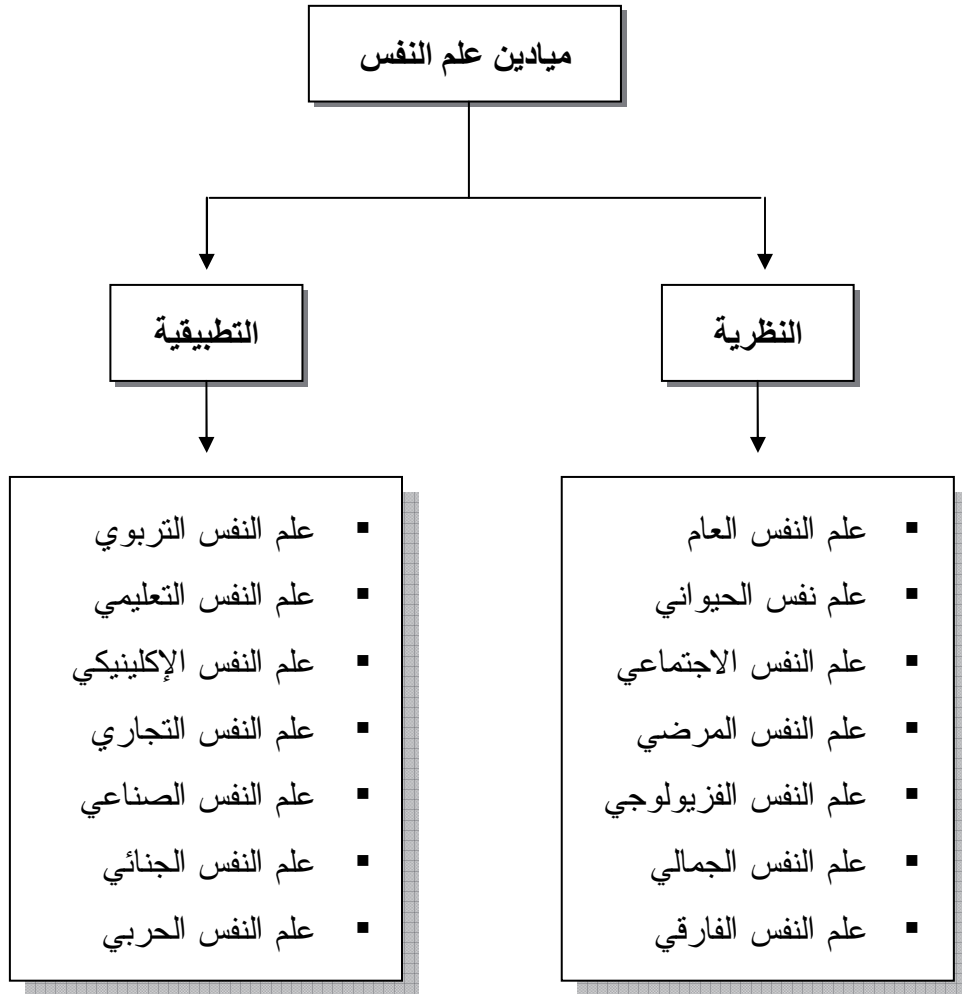 ميادين علم النفس
النظرية
التطبيقية
▪ علم النفس العام
▪ علم نفس الحيواني
▪ علم النفس الاجتماعي
▪ علم النفس المرضي
▪ علم النفس الفزيولوجي
▪ علم النفس الجمالي
▪ علم النفس الفارقي
▪ علم النفس التربوي
▪ علم النفس التعليمي
▪ علم النفس الإكلينيكي
▪ علم النفس التجاري
▪ علم النفس الصناعي
▪ علم النفس الجنائي
▪ علم النفس الحربي